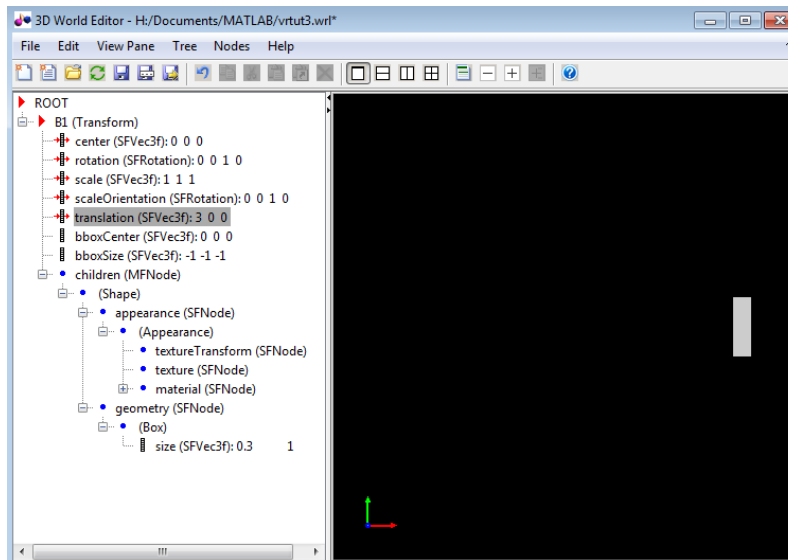 3D World Editor - H:/Documents/MATLAB/vrtut3.wrl*
File Edit View Pane Tree Nodes Help
ROOT
B1 (Transform)
center (SFVec3f): 0 0 0
rotation (SFRotation): 0 0 1 0
scale (SFVec3f): 1 1 1
scaleOrientation (SFRotation): 0 0 1 0
translation (SFVec3f): 3 0 0
bboxCenter (SFVec3f): 0 0 0
bboxSize (SFVec3f): -1 -1 -1
children (MFNode)
(Shape)
appearance (SFNode)
(Appearance)
textureTransform (SFNode)
texture (SFNode)
material (SFNode)
geometry (SFNode)
(Box)
size (SFVec3f): 0.3 1